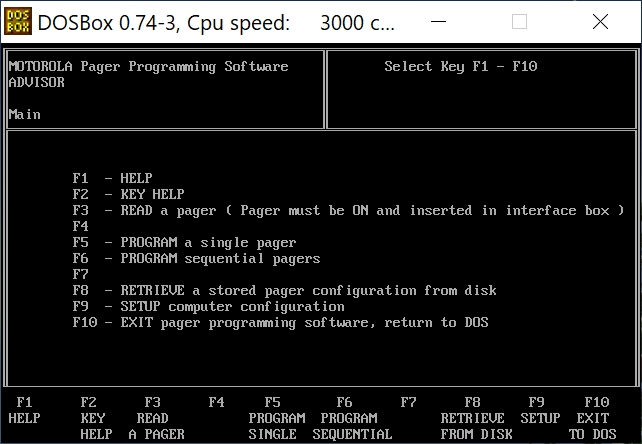 DOSBox 0.74-3, Cpu speed: 3000 c...
MOTOROLA Pager Programming Software
ADVISOR
Main
Select Key F1 - F10
F1 - HELP
F2 - KEY HELP
F3 - READ a pager ( Pager must be ON and inserted in interface box )
F4
F5 - PROGRAM a single pager
F6 - PROGRAM sequential pagers
F7
F8 - RETRIEVE a stored pager configuration from disk
F9 - SETUP computer configuration
F10 - EXIT pager programming software, return to DOS
F1 F2 F3 F4 F5 F6 F7 F8 F9 F10
HELP KEY READ PROGRAM PROGRAM RETRIEVE SETUP EXIT
HELP A PAGER SINGLE SEQUENTIAL FROM DISK TO DOS